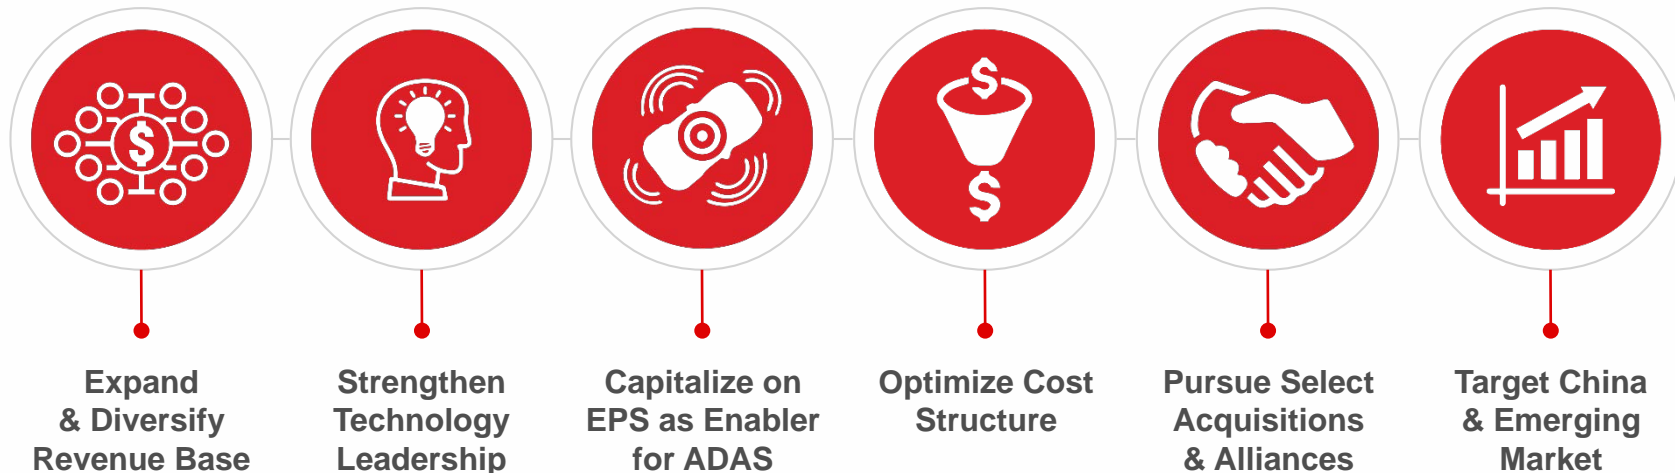 $
$
$
Expand
& Diversify
Revenue Base
Strengthen
Technology
Leadership
Capitalize on
EPS as Enabler
for ADAS
Optimize Cost
Structure
Pursue Select
Acquisitions
& Alliances
Target China
& Emerging
Market